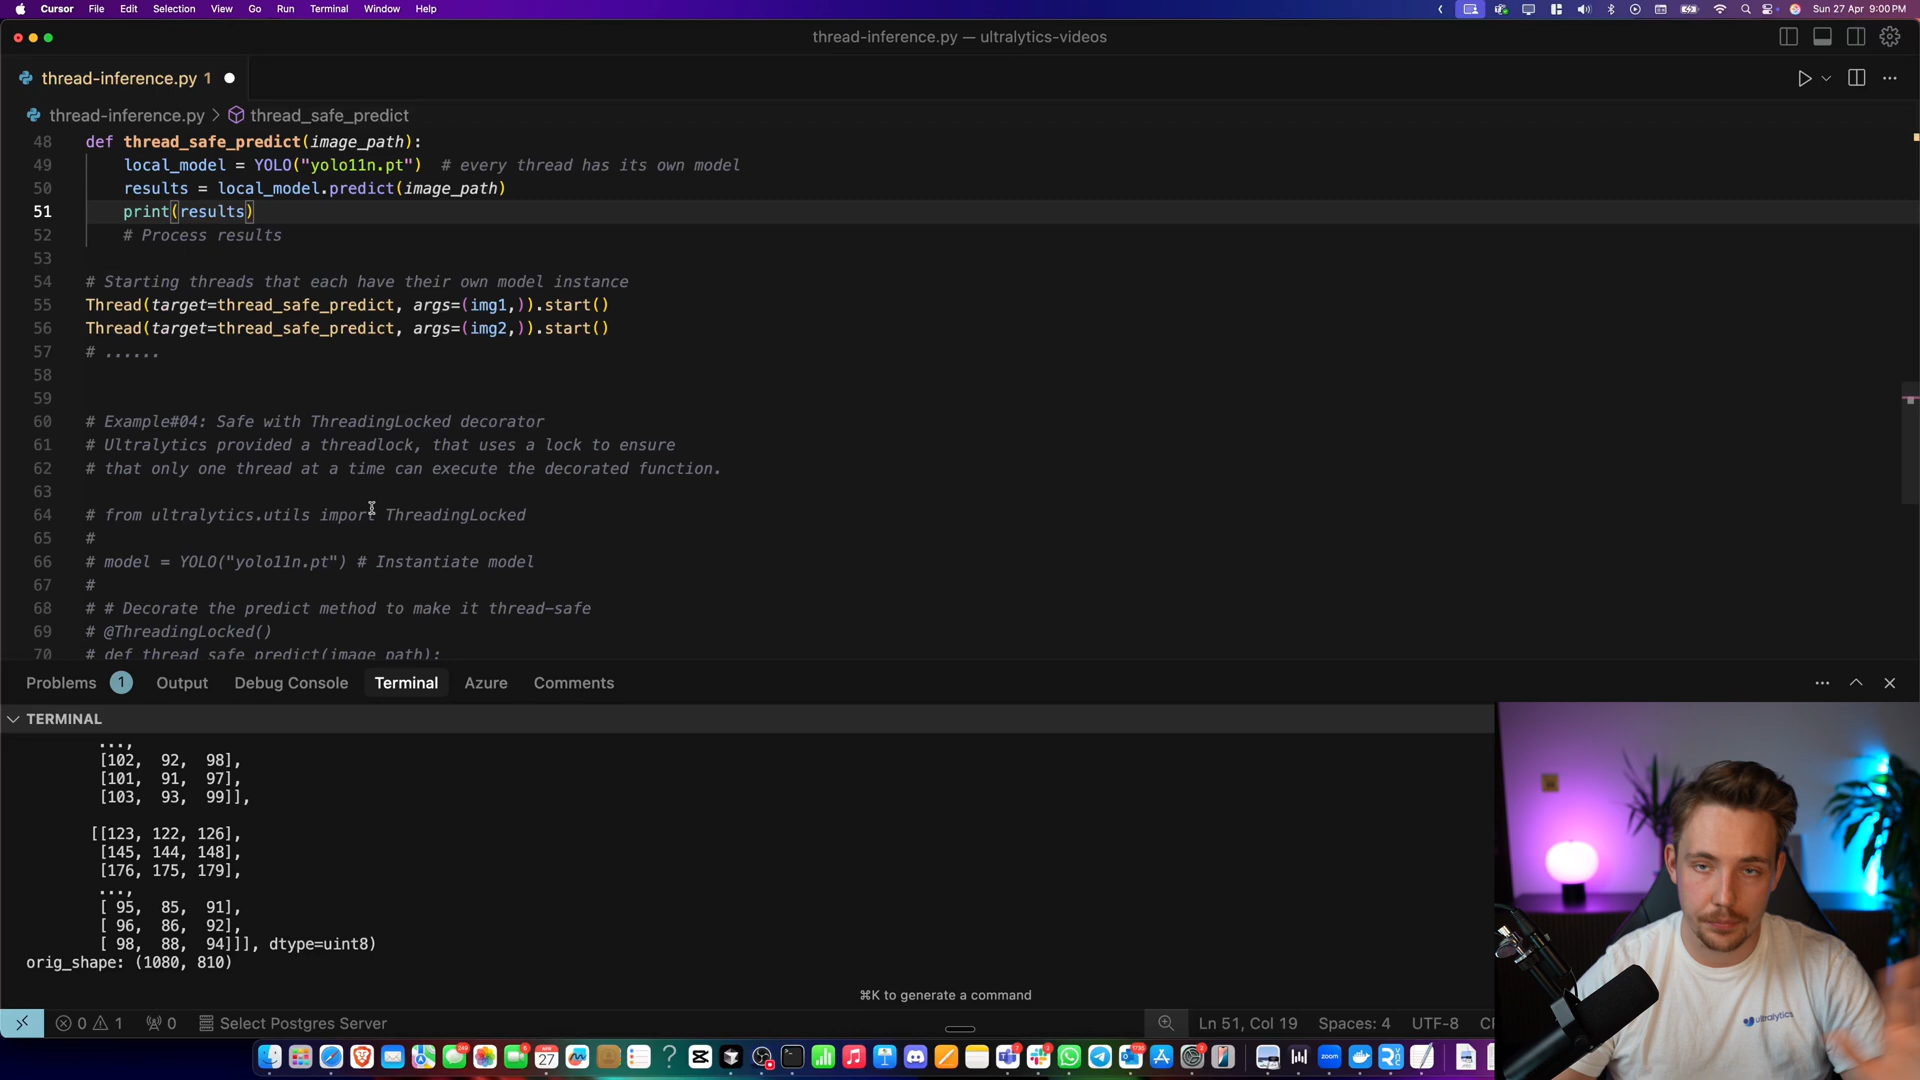 Cursor File Edit Selection View Go Run Terminal Window Help Sun 27 Apr 9:00 PM
thread-inference.py — ultralytics-videos
thread-inference.py 1
thread-inference.py > thread_safe_predict
48 def thread_safe_predict(image_path):
49 local_model = YOLO("yolo11n.pt") # every thread has its own model
50 results = local_model.predict(image_path)
51 print(results)
52 # Process results
53
54 # Starting threads that each have their own model instance
55 Thread(target=thread_safe_predict, args=(img1,)).start()
56 Thread(target=thread_safe_predict, args=(img2,)).start()
57 # ......
58
59
60 # Example#04: Safe with ThreadingLocked decorator
61 # Ultralytics provided a threadlock, that uses a lock to ensure
62 # that only one thread at a time can execute the decorated function.
63
64 # from ultralytics.utils import ThreadingLocked
65 #
66 # model = YOLO("yolo11n.pt") # Instantiate model
67 #
68 # # Decorate the predict method to make it thread-safe
69 # @ThreadingLocked()
70 # def thread_safe_predict(image_path):
Problems 1 Output Debug Console Terminal Azure Comments
TERMINAL
...,
[102, 92, 98],
[101, 91, 97],
[103, 93, 99]],
[[123, 122, 126],
[145, 144, 148],
[176, 175, 179],
...,
[ 95, 85, 91],
[ 96, 86, 92],
[ 98, 88, 94]]], dtype=uint8)
orig_shape: (1080, 810)
⌘K to generate a command
ultralytics
0 1 0 Select Postgres Server Ln 51, Col 19 Spaces: 4 UTF-8
27 zoom